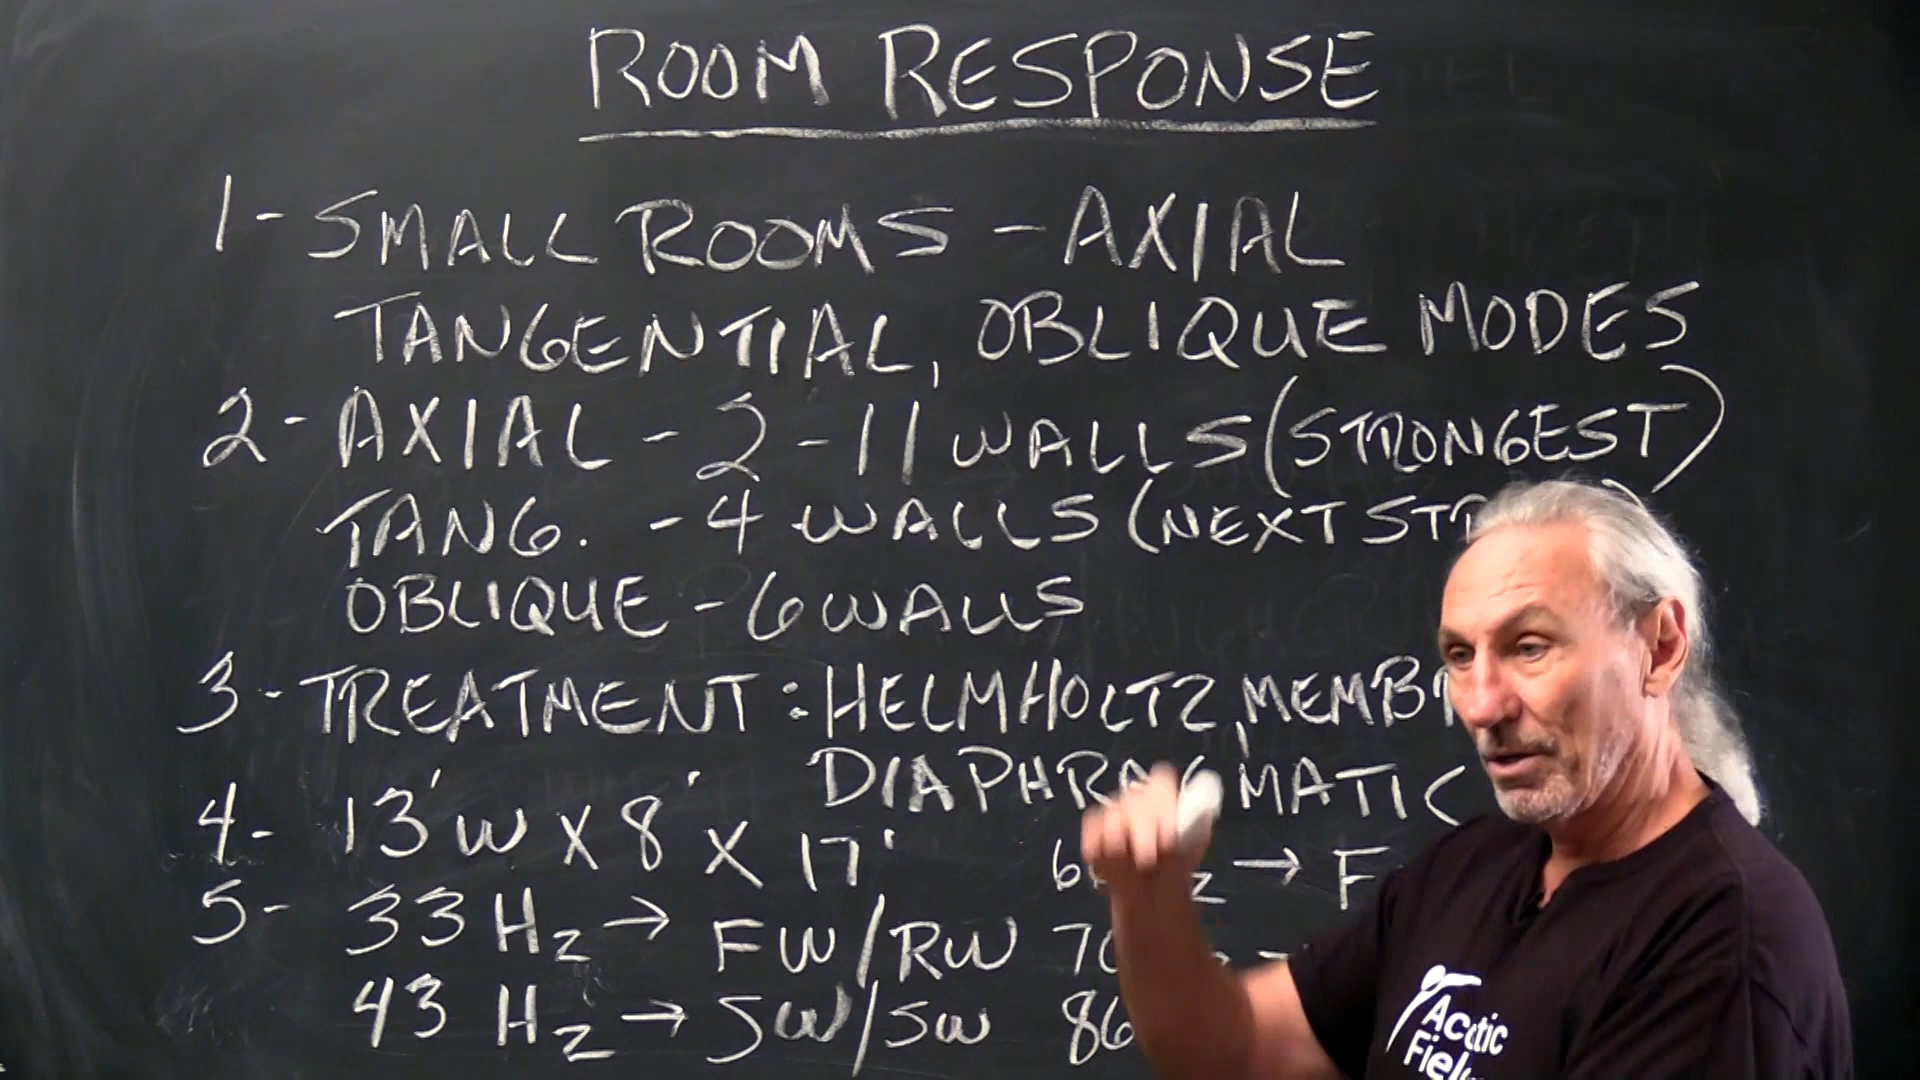 ROOM RESPONSE
1- SMALL ROOMS - AXIAL
TANGENTIAL, OBLIQUE MODES
2- AXIAL - 2 - 11 WALLS (STRONGEST)
TANG. - 4 WALLS (NEXT
OBLIQUE - 6 WALLS
3- TREATMENT: HELMHOLTZ,
DIAPHRAGMATIC
4- 13' W X 8' X 17'
5- 33 Hz → FW/RW
43 Hz → SW/SW 86